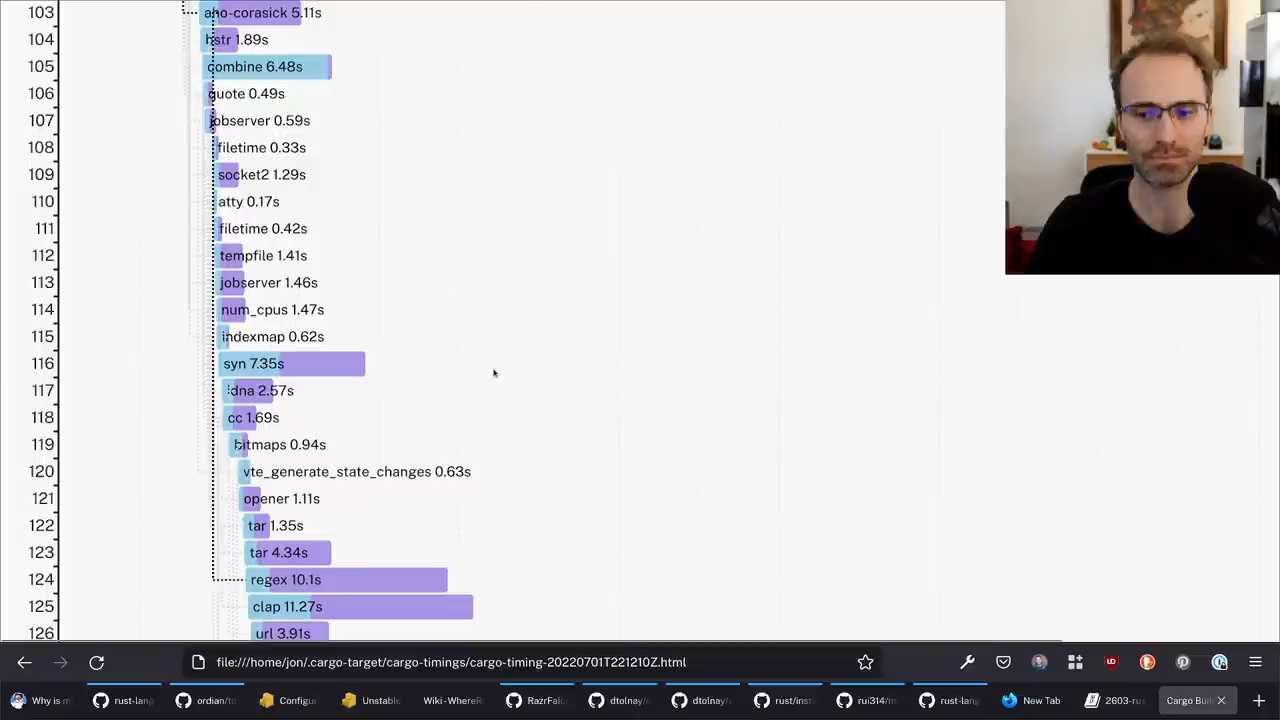 103 aho-corasick 5.11s
104 hstr 1.89s
105 combine 6.48s
106 quote 0.49s
107 jobserver 0.59s
108 filetime 0.33s
109 socket2 1.29s
110 atty 0.17s
111 filetime 0.42s
112 tempfile 1.41s
113 jobserver 1.46s
114 num_cpus 1.47s
115 indexmap 0.62s
116 syn 7.35s
117 idna 2.57s
118 cc 1.69s
119 bitmaps 0.94s
120 vte_generate_state_changes 0.63s
121 opener 1.11s
122 tar 1.35s
123 tar 4.34s
124 regex 10.1s
125 clap 11.27s
126 url 3.91s
file:///home/jon/.cargo-target/cargo-timings/cargo-timing-20220701T221210Z.html
Why is m rust-lang ordian/to Configu Unstabl Wiki-WhereR RazrFalc dtolnay/ dtolnay/ rust/inst rui314/m rust-lang New Tab 2603-rus Cargo Buil